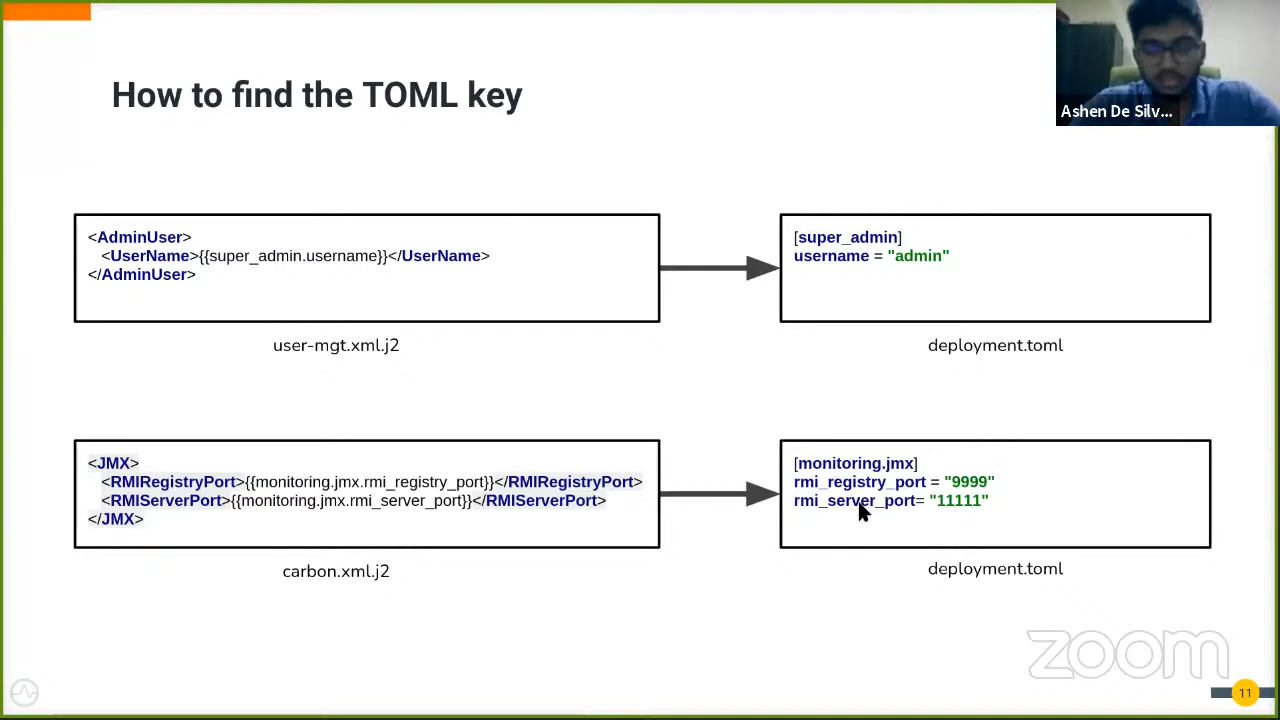 How to find the TOML key
Ashen De Silv...
<AdminUser>
<UserName>{{super_admin.username}}</UserName>
</AdminUser>
[super_admin]
username = "admin"
user-mgt.xml.j2
deployment.toml
<JMX>
<RMIRegistryPort>{{monitoring.jmx.rmi_registry_port}}</RMIRegistryPort>
<RMIServerPort>{{monitoring.jmx.rmi_server_port}}</RMIServerPort>
</JMX>
[monitoring.jmx]
rmi_registry_port = "9999"
rmi_server_port= "11111"
carbon.xml.j2
deployment.toml
zoom
11